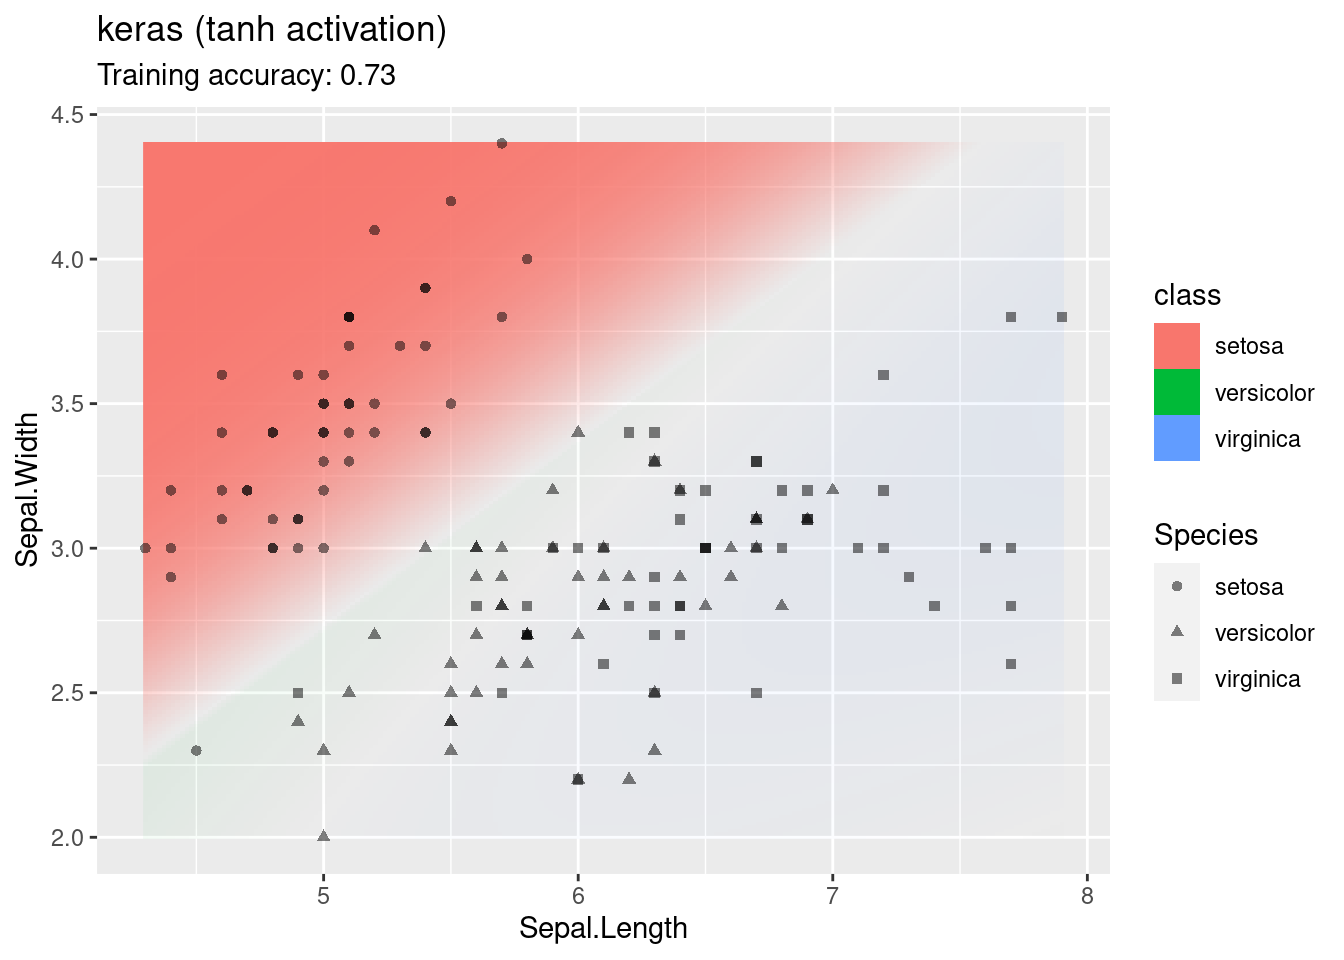 keras (tanh activation)
Training accuracy: 0.73
4.5
4.0
3.5
3.0
2.5
2.0
Sepal.Width
5 6 7 8
Sepal.Length
class
setosa
versicolor
virginica
Species
setosa
versicolor
virginica